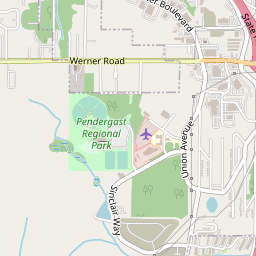 Boulevard
State
Werner Road
Pendergast
Regional
Park
Union Avenue
Sinclair Way